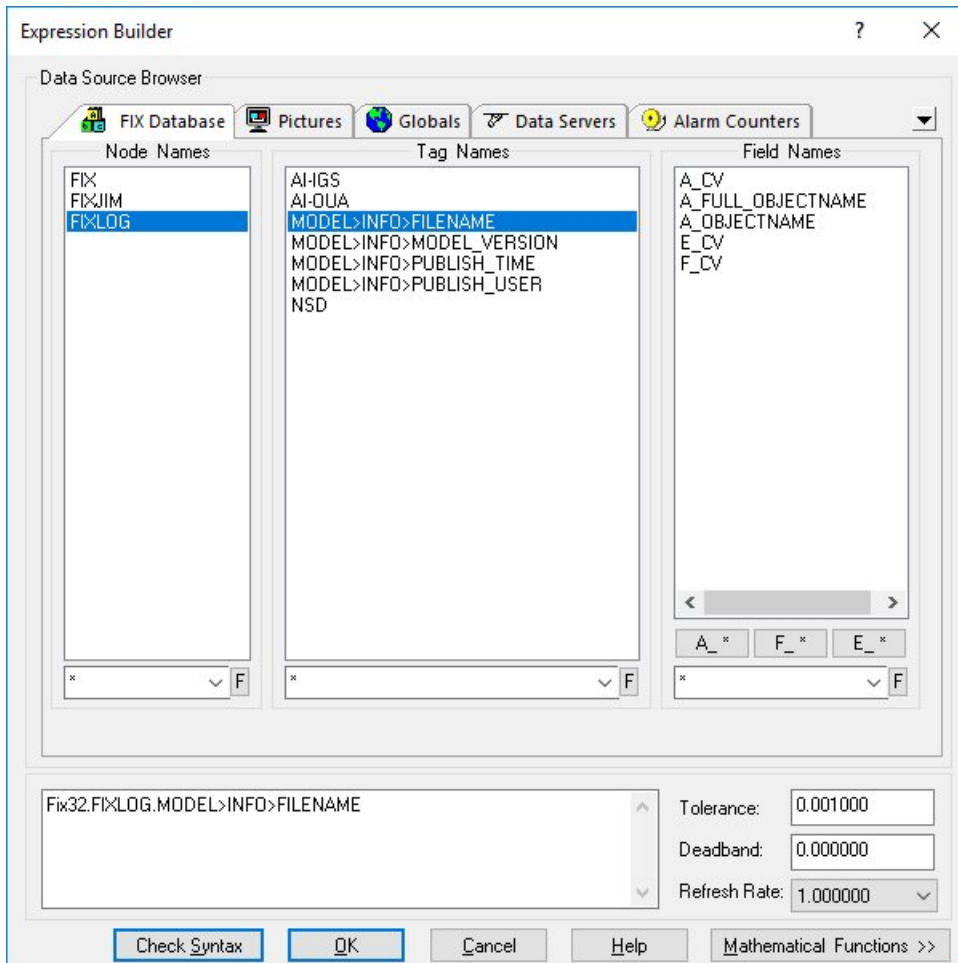 Expression Builder ? ×
Data Source Browser
FIX Database Pictures Globals Data Servers Alarm Counters
Node Names
FIX
FIXJIM
FIXLOG
*
F
Tag Names
AI-IGS
AI-OUA
MODEL>INFO>FILENAME
MODEL>INFO>MODEL_VERSION
MODEL>INFO>PUBLISH_TIME
MODEL>INFO>PUBLISH_USER
NSD
*
F
Field Names
A_CV
A_FULL_OBJECTNAME
A_OBJECTNAME
E_CV
F_CV
A_* F_* E_*
*
F
Fix32.FIXLOG.MODEL>INFO>FILENAME
Tolerance: 0.001000
Deadband: 0.000000
Refresh Rate: 1.000000
Check Syntax OK Cancel Help Mathematical Functions >>